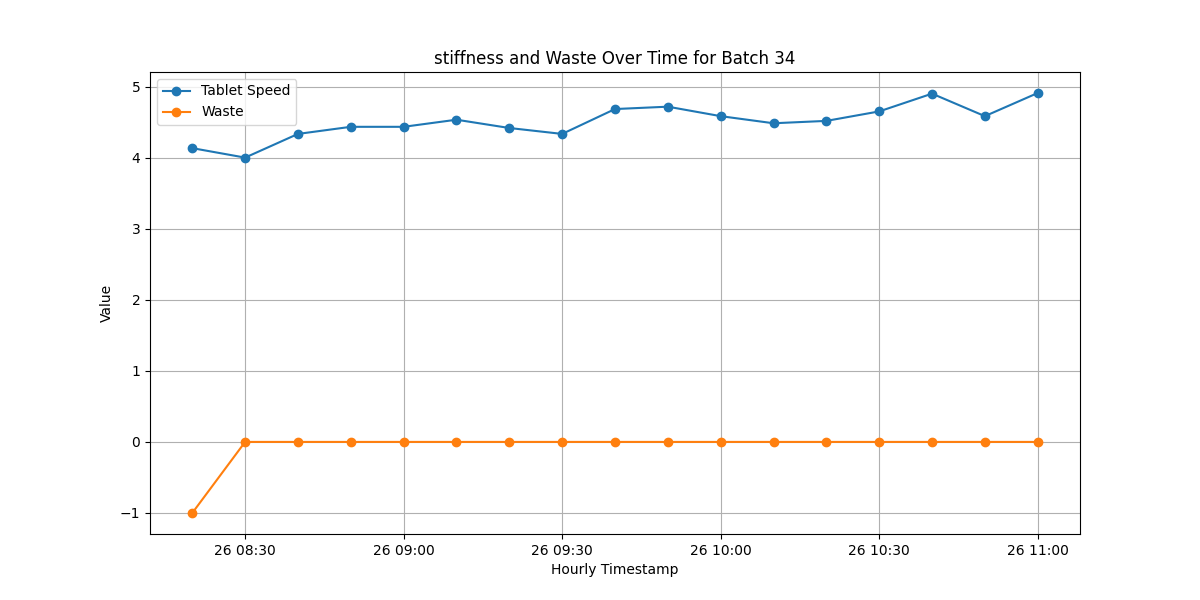 stiffness and Waste Over Time for Batch 34
Tablet Speed
Waste
5
4
3
2
1
0
−1
Value
26 08:30 26 09:00 26 09:30 26 10:00 26 10:30 26 11:00
Hourly Timestamp